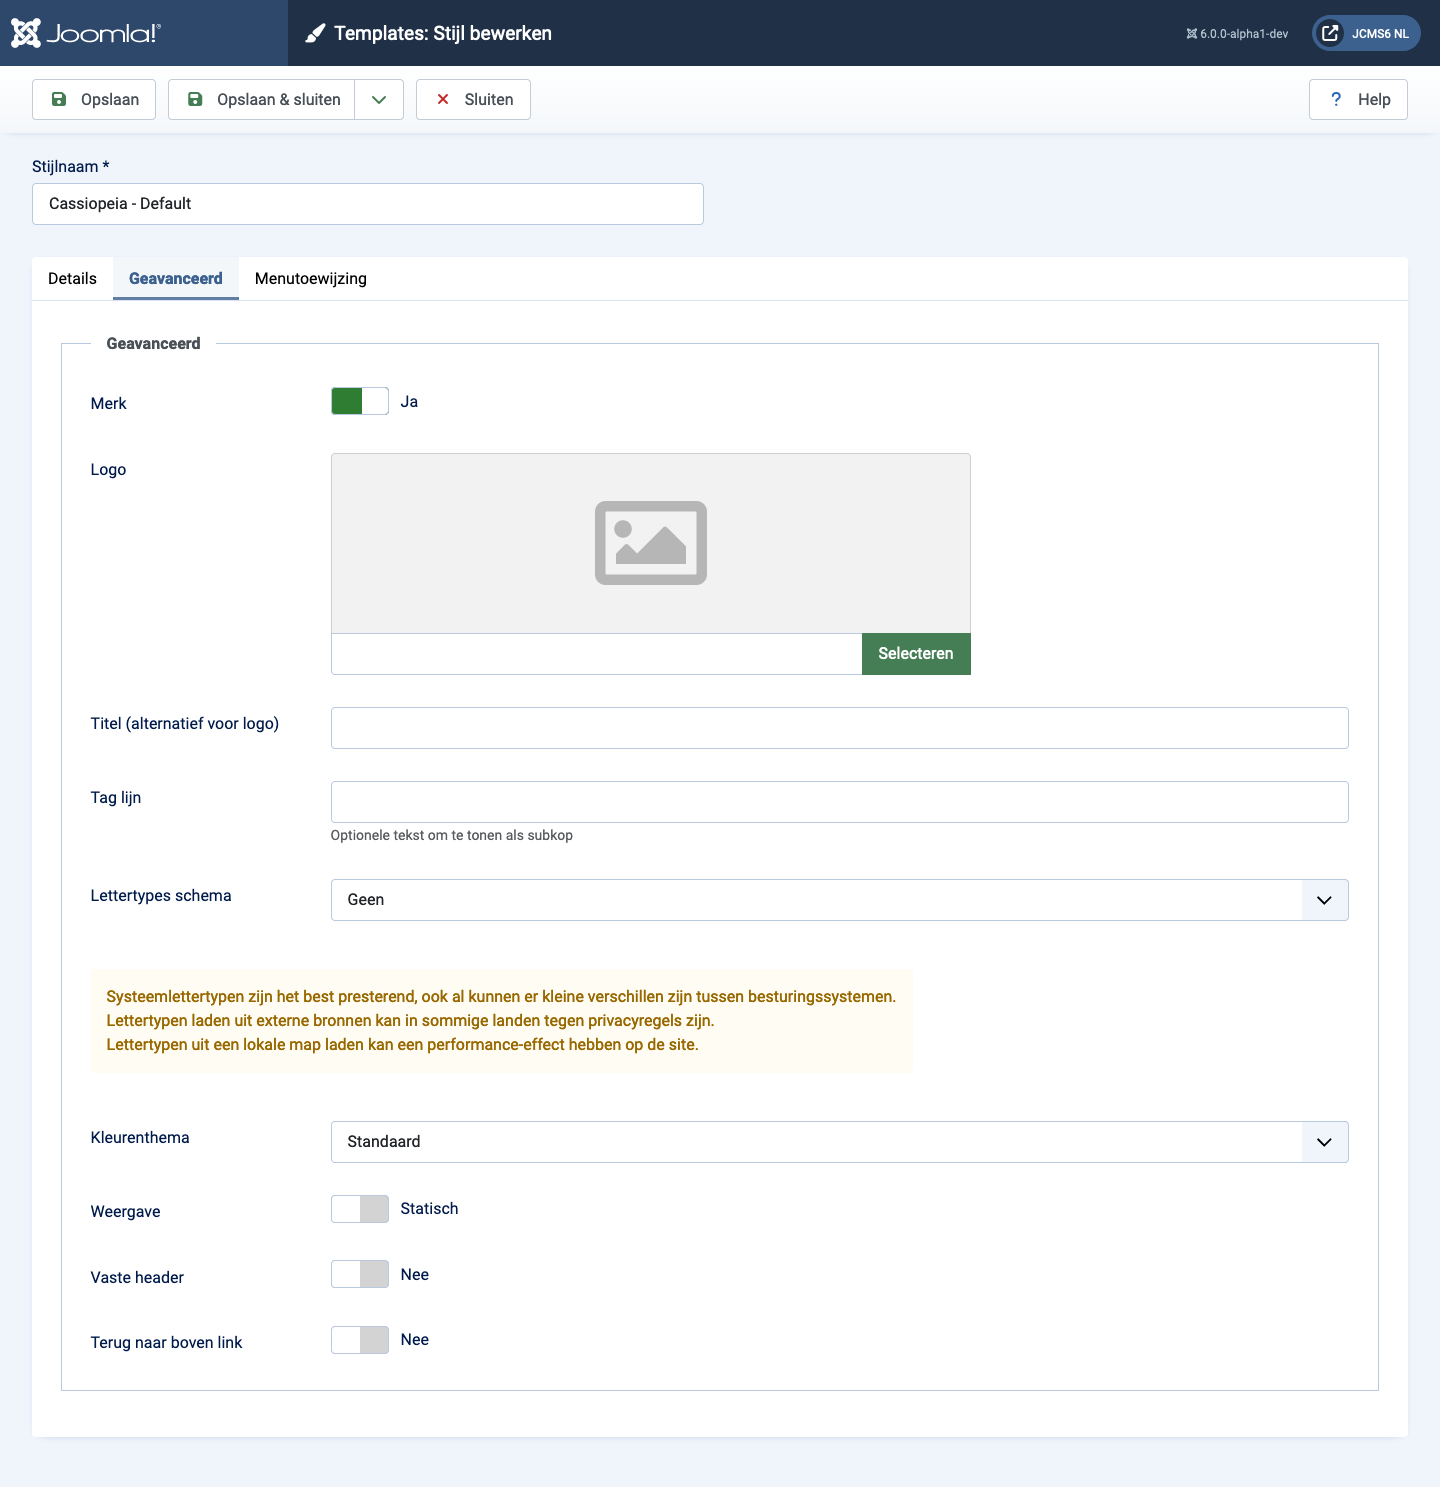 Joomla!®
Templates: Stijl bewerken
6.0.0-alpha1-dev
JCMS6 NL
Opslaan
Opslaan & sluiten
Sluiten
? Help
Stijlnaam *
Cassiopeia - Default
Details
Geavanceerd
Menutoewijzing
Geavanceerd
Merk
Ja
Logo
Selecteren
Titel (alternatief voor logo)
Tag lijn
Optionele tekst om te tonen als subkop
Lettertypes schema
Geen
Systeemlettertypen zijn het best presterend, ook al kunnen er kleine verschillen zijn tussen besturingssystemen.
Lettertypen laden uit externe bronnen kan in sommige landen tegen privacyregels zijn.
Lettertypen uit een lokale map laden kan een performance-effect hebben op de site.
Kleurenthema
Standaard
Weergave
Statisch
Vaste header
Nee
Terug naar boven link
Nee